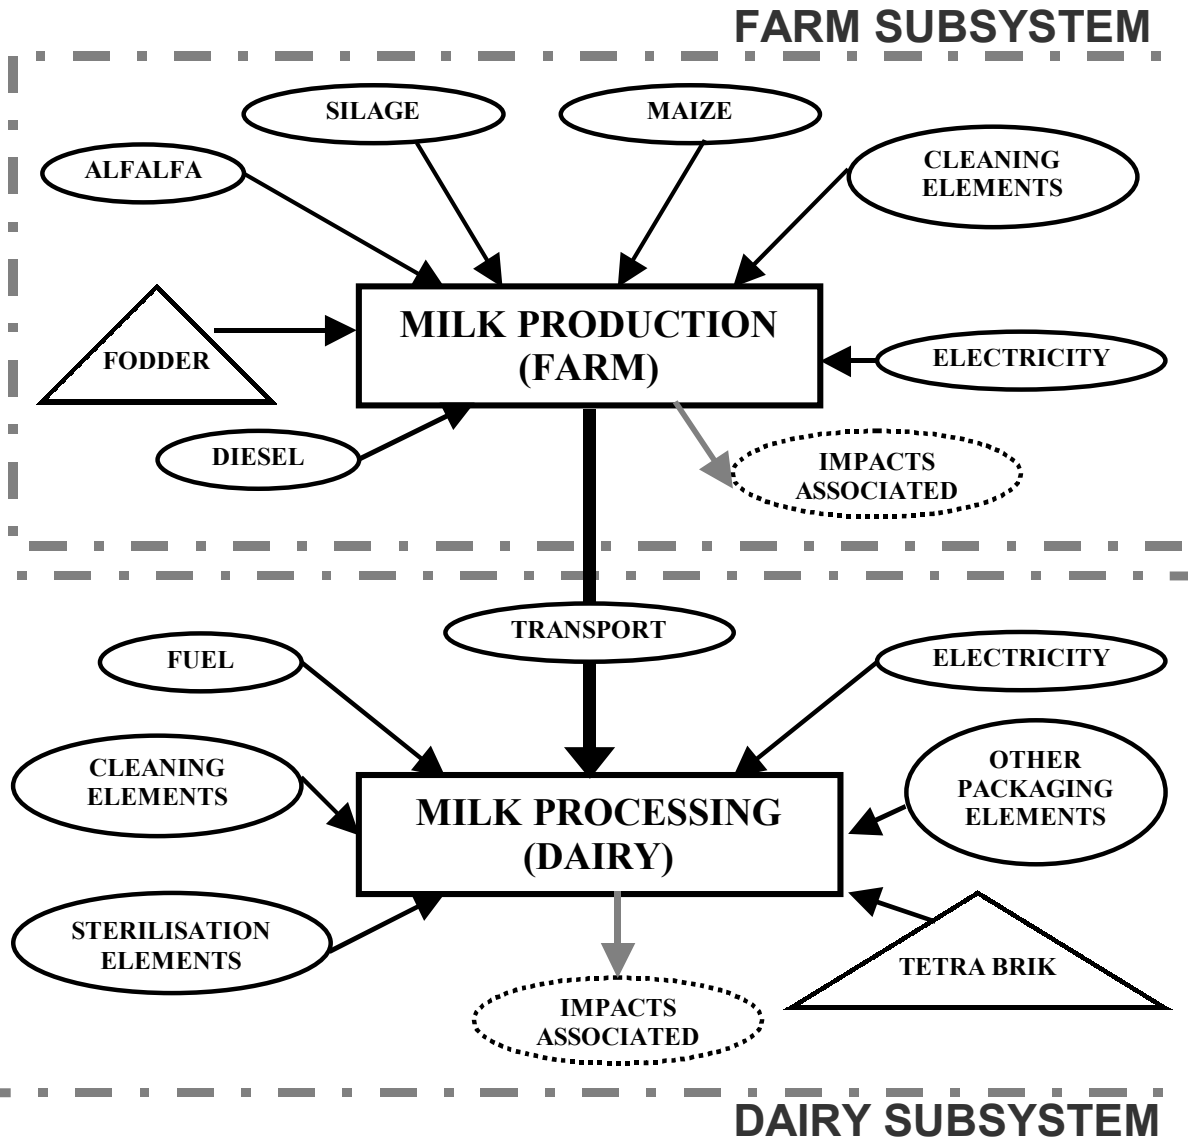 FARM SUBSYSTEM
SILAGE
MAIZE
ALFALFA
CLEANING
ELEMENTS
MILK PRODUCTION
(FARM)
FODDER
ELECTRICITY
DIESEL
IMPACTS
ASSOCIATED
TRANSPORT
FUEL
ELECTRICITY
CLEANING
ELEMENTS
OTHER
PACKAGING
ELEMENTS
MILK PROCESSING
(DAIRY)
STERILISATION
ELEMENTS
TETRA BRIK
IMPACTS
ASSOCIATED
DAIRY SUBSYSTEM